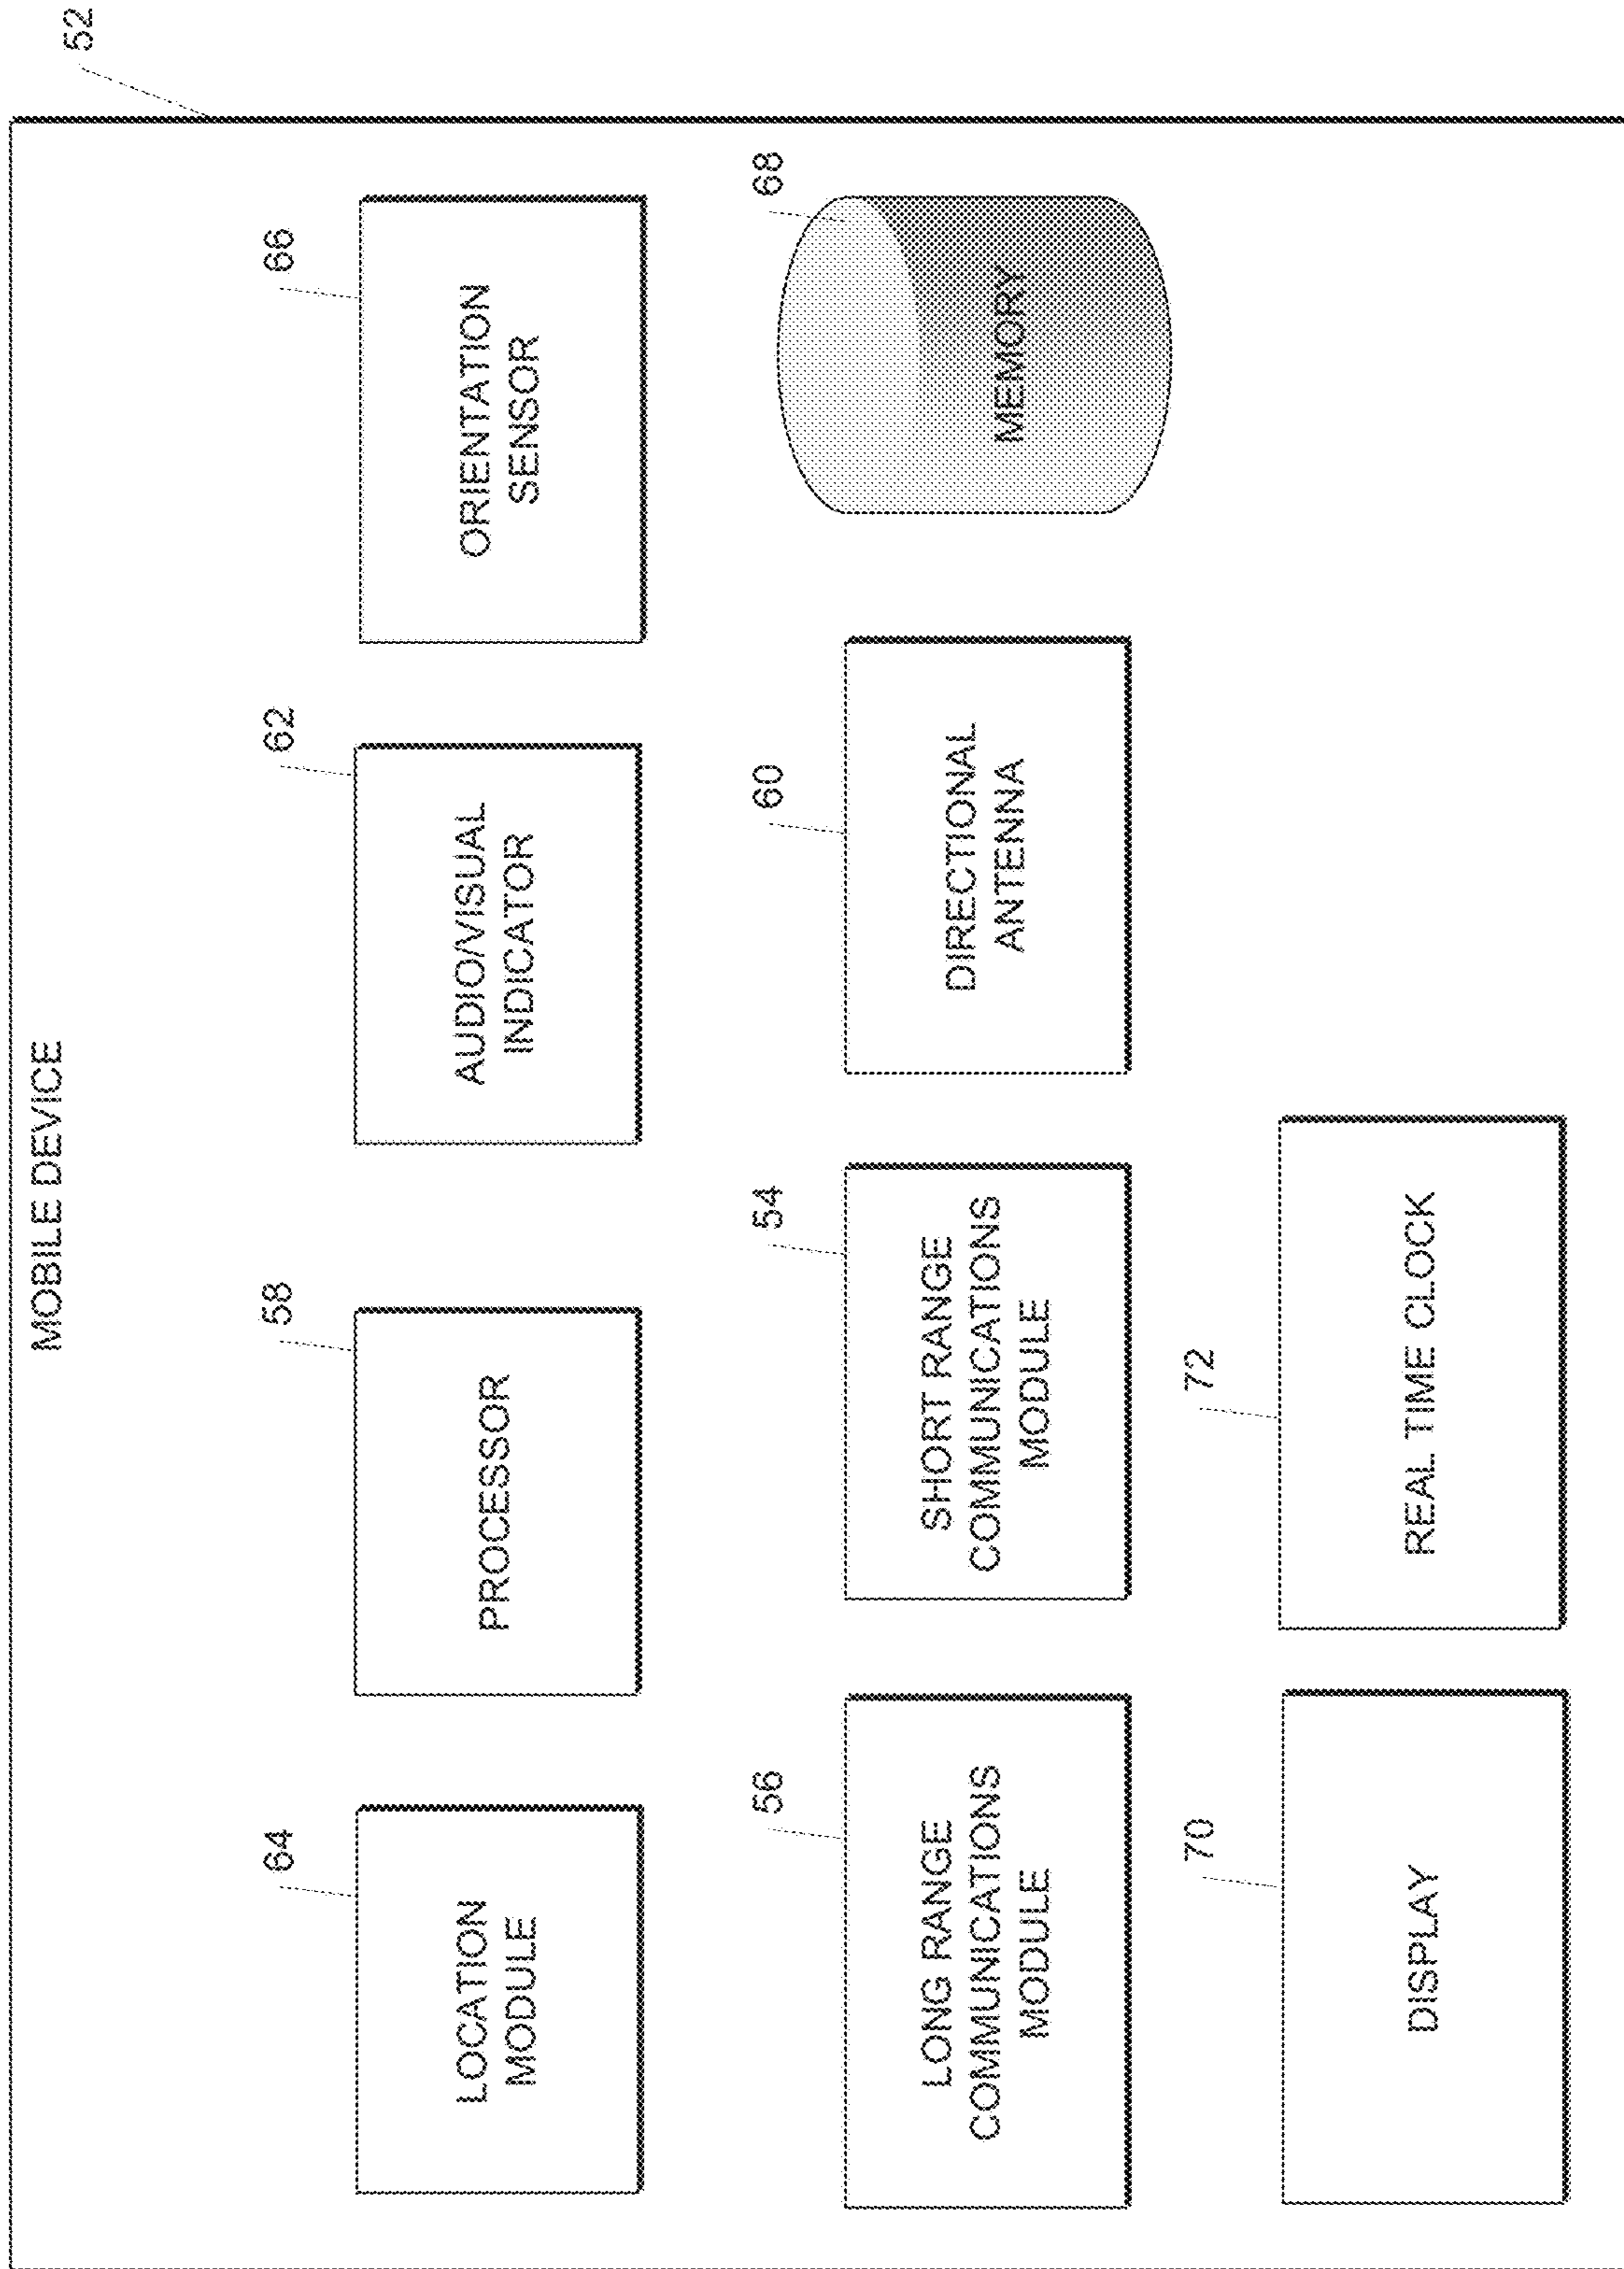 52
MOBILE DEVICE
64
LOCATION
MODULE
58
PROCESSOR
62
AUDIO/VISUAL
INDICATOR
66
ORIENTATION
SENSOR
56
LONG RANGE
COMMUNICATIONS
MODULE
54
SHORT RANGE
COMMUNICATIONS
MODULE
60
DIRECTIONAL
ANTENNA
68
MEMORY
70
DISPLAY
72
REAL TIME CLOCK